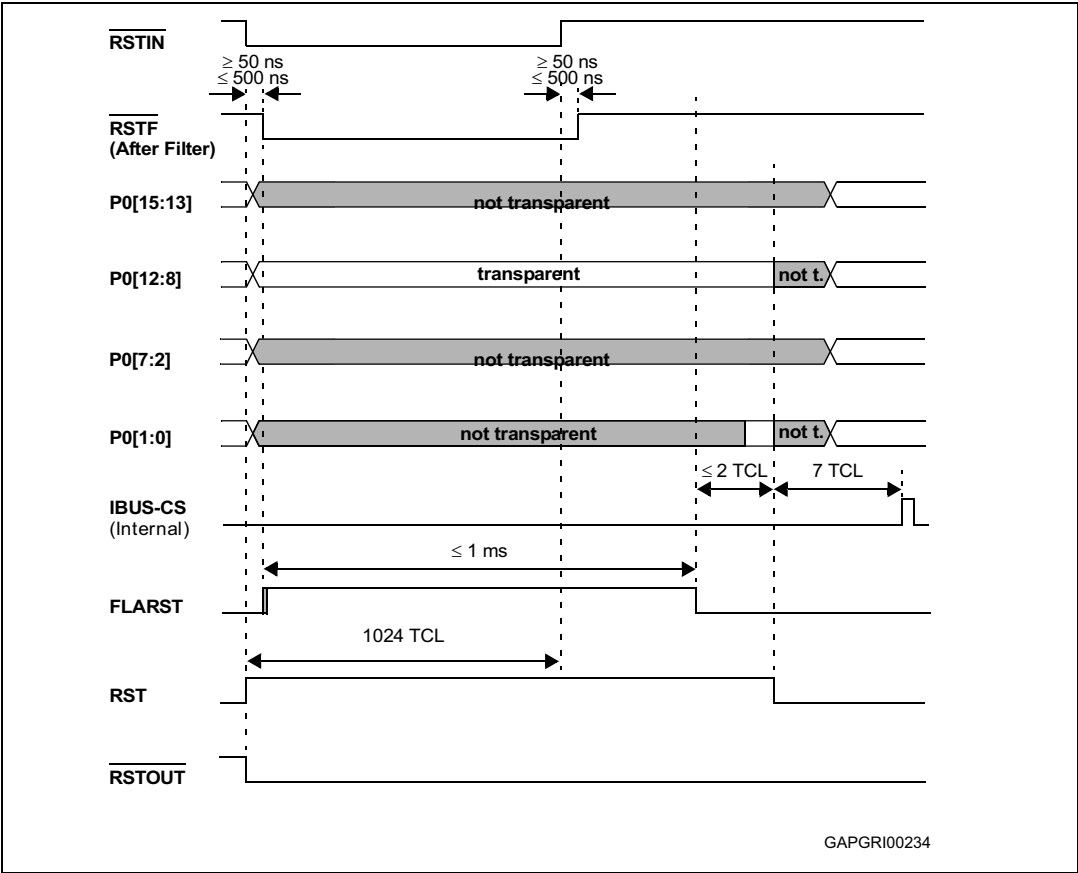 RSTIN
≥ 50 ns
≤ 500 ns
≥ 50 ns
≤ 500 ns
RSTF
(After Filter)
P0[15:13]
not transparent
P0[12:8]
transparent
not t.
P0[7:2]
not transparent
P0[1:0]
not transparent
not t.
≤ 2 TCL
7 TCL
IBUS-CS
(Internal)
≤ 1 ms
FLARST
1024 TCL
RST
RSTOUT
GAPGRI00234